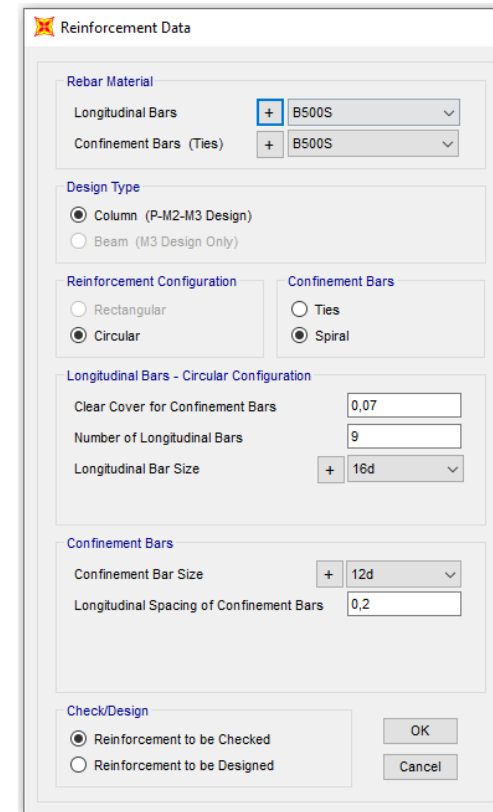 Reinforcement Data
Rebar Material
Longitudinal Bars + B500S
Confinement Bars (Ties) + B500S
Design Type
Column (P-M2-M3 Design)
Beam (M3 Design Only)
Reinforcement Configuration
Rectangular
Circular
Confinement Bars
Ties
Spiral
Longitudinal Bars - Circular Configuration
Clear Cover for Confinement Bars 0,07
Number of Longitudinal Bars 9
Longitudinal Bar Size + 16d
Confinement Bars
Confinement Bar Size + 12d
Longitudinal Spacing of Confinement Bars 0,2
Check/Design
Reinforcement to be Checked
Reinforcement to be Designed
OK
Cancel